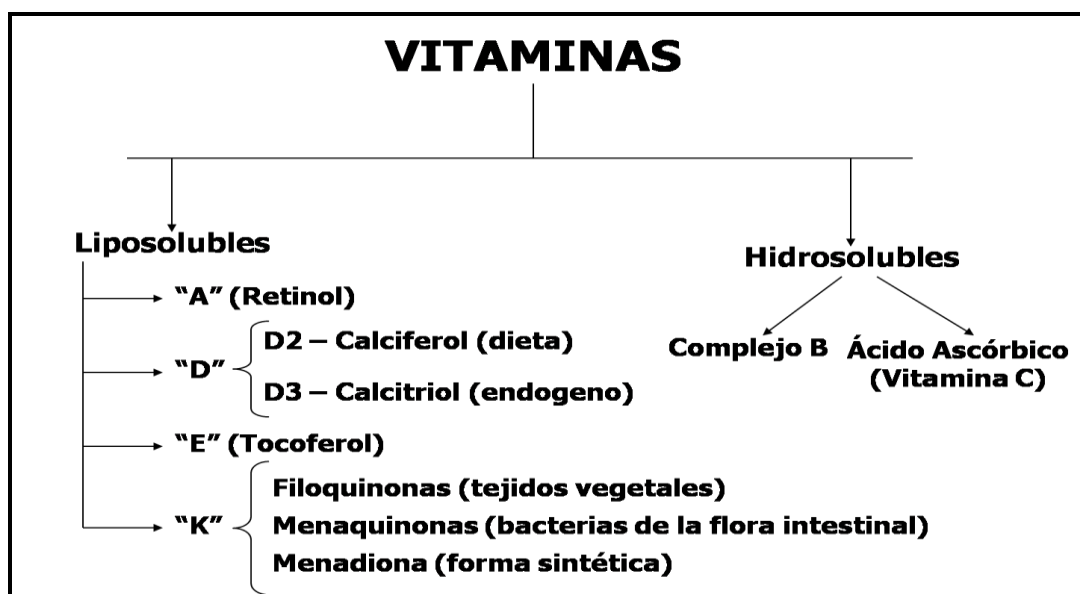 VITAMINAS
Liposolubles
“A” (Retinol)
“D”
D2 – Calciferol (dieta)
D3 – Calcitriol (endogeno)
“E” (Tocoferol)
“K”
Filoquinonas (tejidos vegetales)
Menaquinonas (bacterias de la flora intestinal)
Menadiona (forma sintética)
Hidrosolubles
Complejo B
Ácido Ascórbico
(Vitamina C)